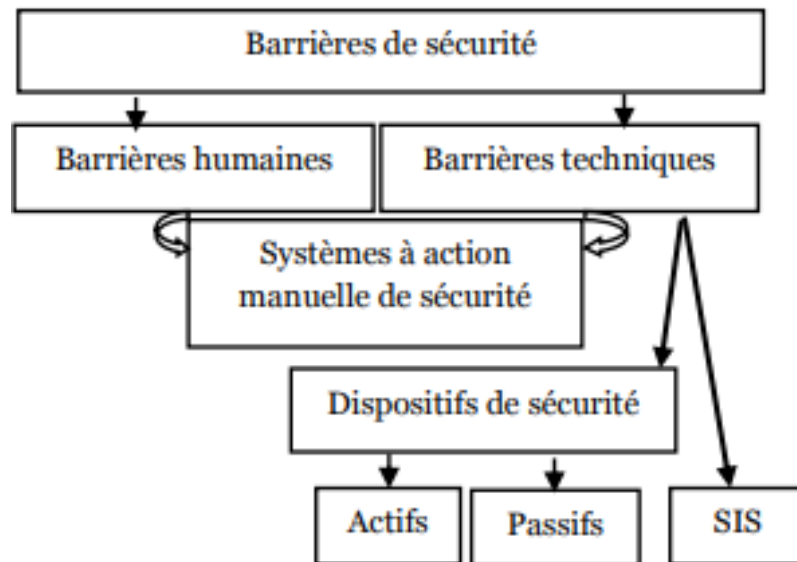 Barrières de sécurité
Barrières humaines
Barrières techniques
Systèmes à action
manuelle de sécurité
Dispositifs de sécurité
Actifs
Passifs
SIS